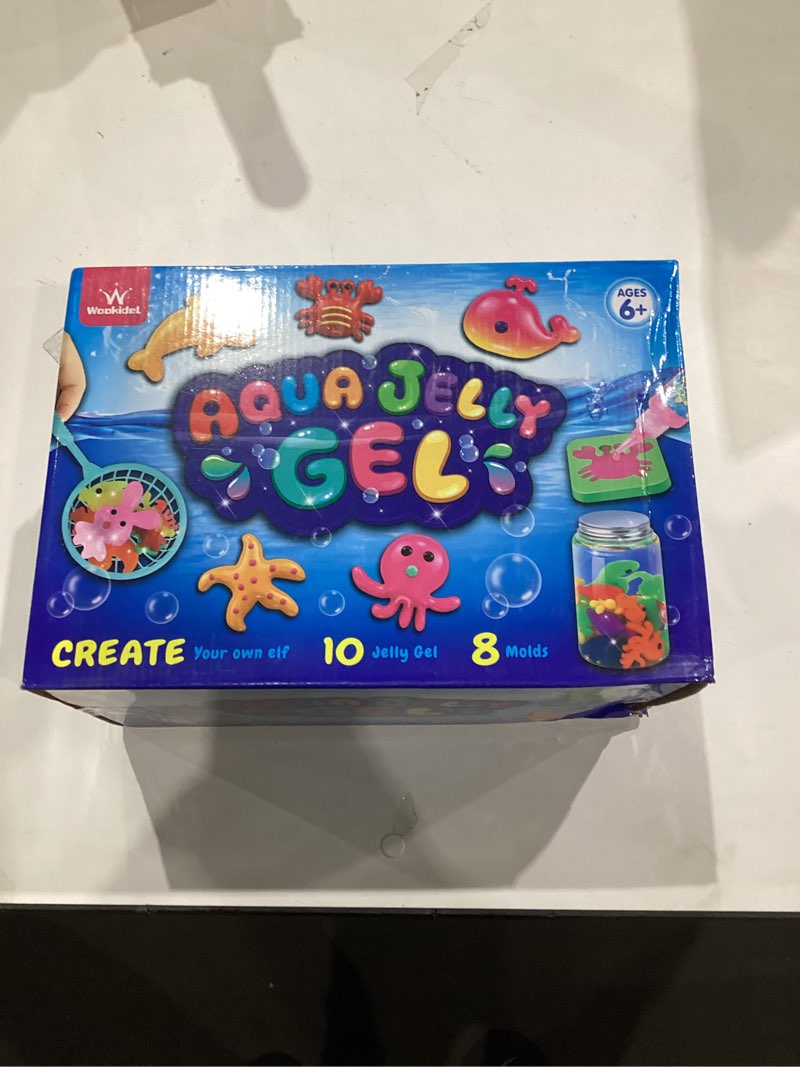 Wookidel
AGES
6+
AQUA JELLY
GEL
CREATE Your own elf 10 Jelly Gel 8 Molds